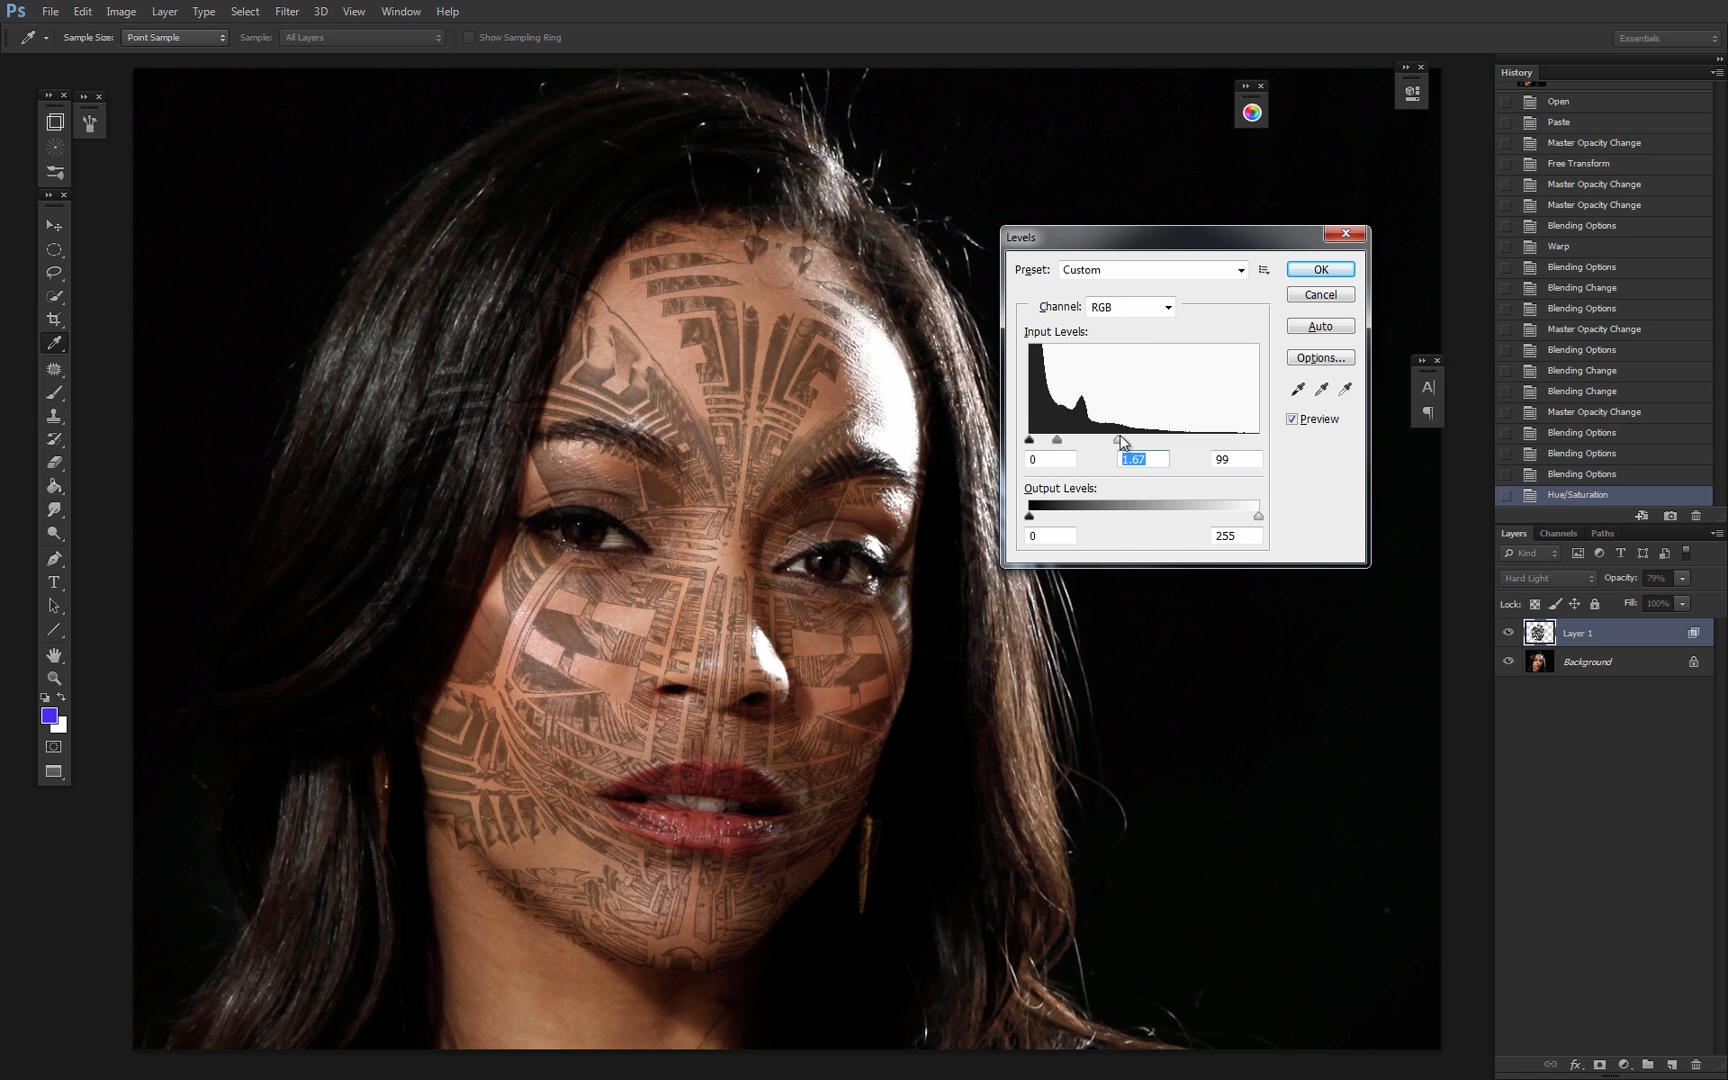 Ps File Edit Image Layer Type Select Filter 3D View Window Help
Sample Size: Point Sample Sample: All Layers Show Sampling Ring Essentials
History
Open
Paste
Master Opacity Change
Free Transform
Master Opacity Change
Master Opacity Change
Blending Options
Warp
Blending Options
Blending Change
Blending Options
Master Opacity Change
Blending Options
Blending Change
Blending Change
Master Opacity Change
Blending Options
Blending Options
Blending Options
Hue/Saturation
Levels
Preset: Custom
OK
Cancel
Channel: RGB
Auto
Input Levels:
Options...
Preview
0 1.67 99
Output Levels:
0 255
Layers Channels Paths
Kind
Hard Light Opacity: 79%
Lock: Fill: 100%
Layer 1
Background